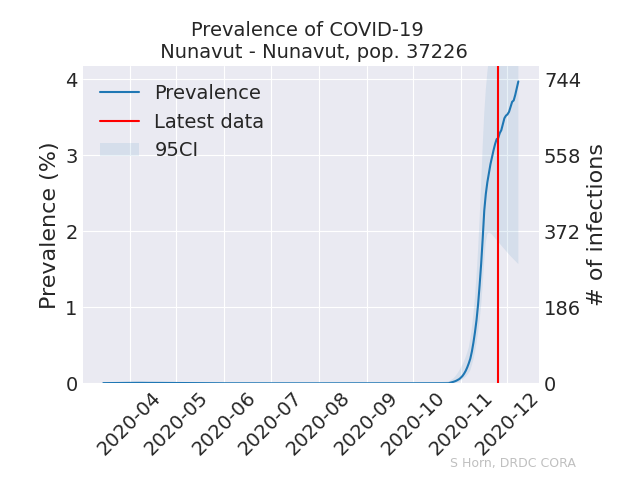 Prevalence of COVID-19
Nunavut - Nunavut, pop. 37226
Prevalence
Latest data
95CI
Prevalence (%)
4
3
2
1
0
744
558
372
186
0
# of infections
2020-04
2020-05
2020-06
2020-07
2020-08
2020-09
2020-10
2020-11
2020-12
S Horn, DRDC CORA